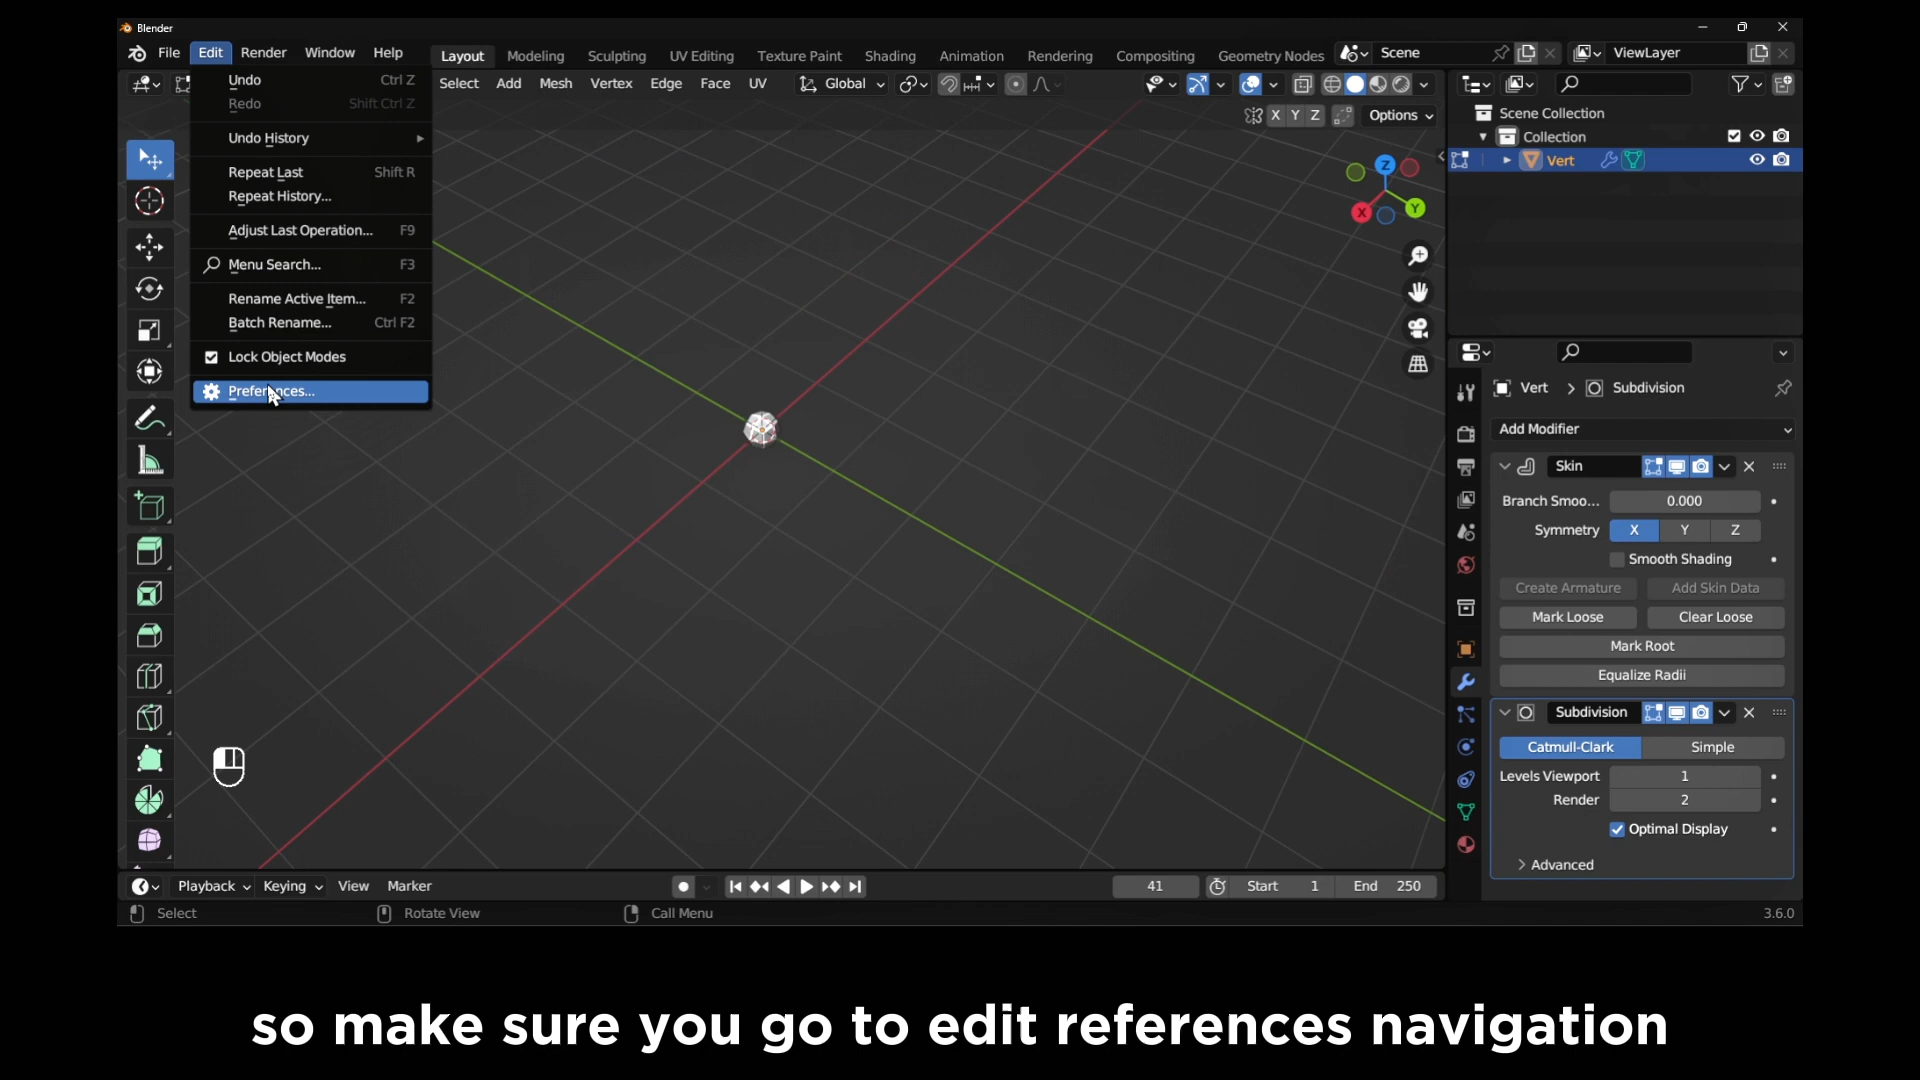 Blender
File Edit Render Window Help Layout Modeling Sculpting UV Editing Texture Paint Shading Animation Rendering Compositing Geometry Nodes Scene ViewLayer
Select Add Mesh Vertex Edge Face UV Global
X Y Z Options
Undo Ctrl Z
Redo Shift Ctrl Z
Undo History
Repeat Last Shift R
Repeat History...
Adjust Last Operation... F9
Menu Search... F3
Rename Active Item... F2
Batch Rename... Ctrl F2
Lock Object Modes
Preferences...
Z
X
Y
Scene Collection
Collection
Vert
Vert Subdivision
Add Modifier
Skin
Branch Smoo... 0.000
Symmetry X Y Z
Smooth Shading
Create Armature Add Skin Data
Mark Loose Clear Loose
Mark Root
Equalize Radii
Subdivision
Catmull-Clark Simple
Levels Viewport 1
Render 2
Optimal Display
Advanced
Playback Keying View Marker 41 Start 1 End 250
Select Rotate View Call Menu 3.6.0
so make sure you go to edit references navigation